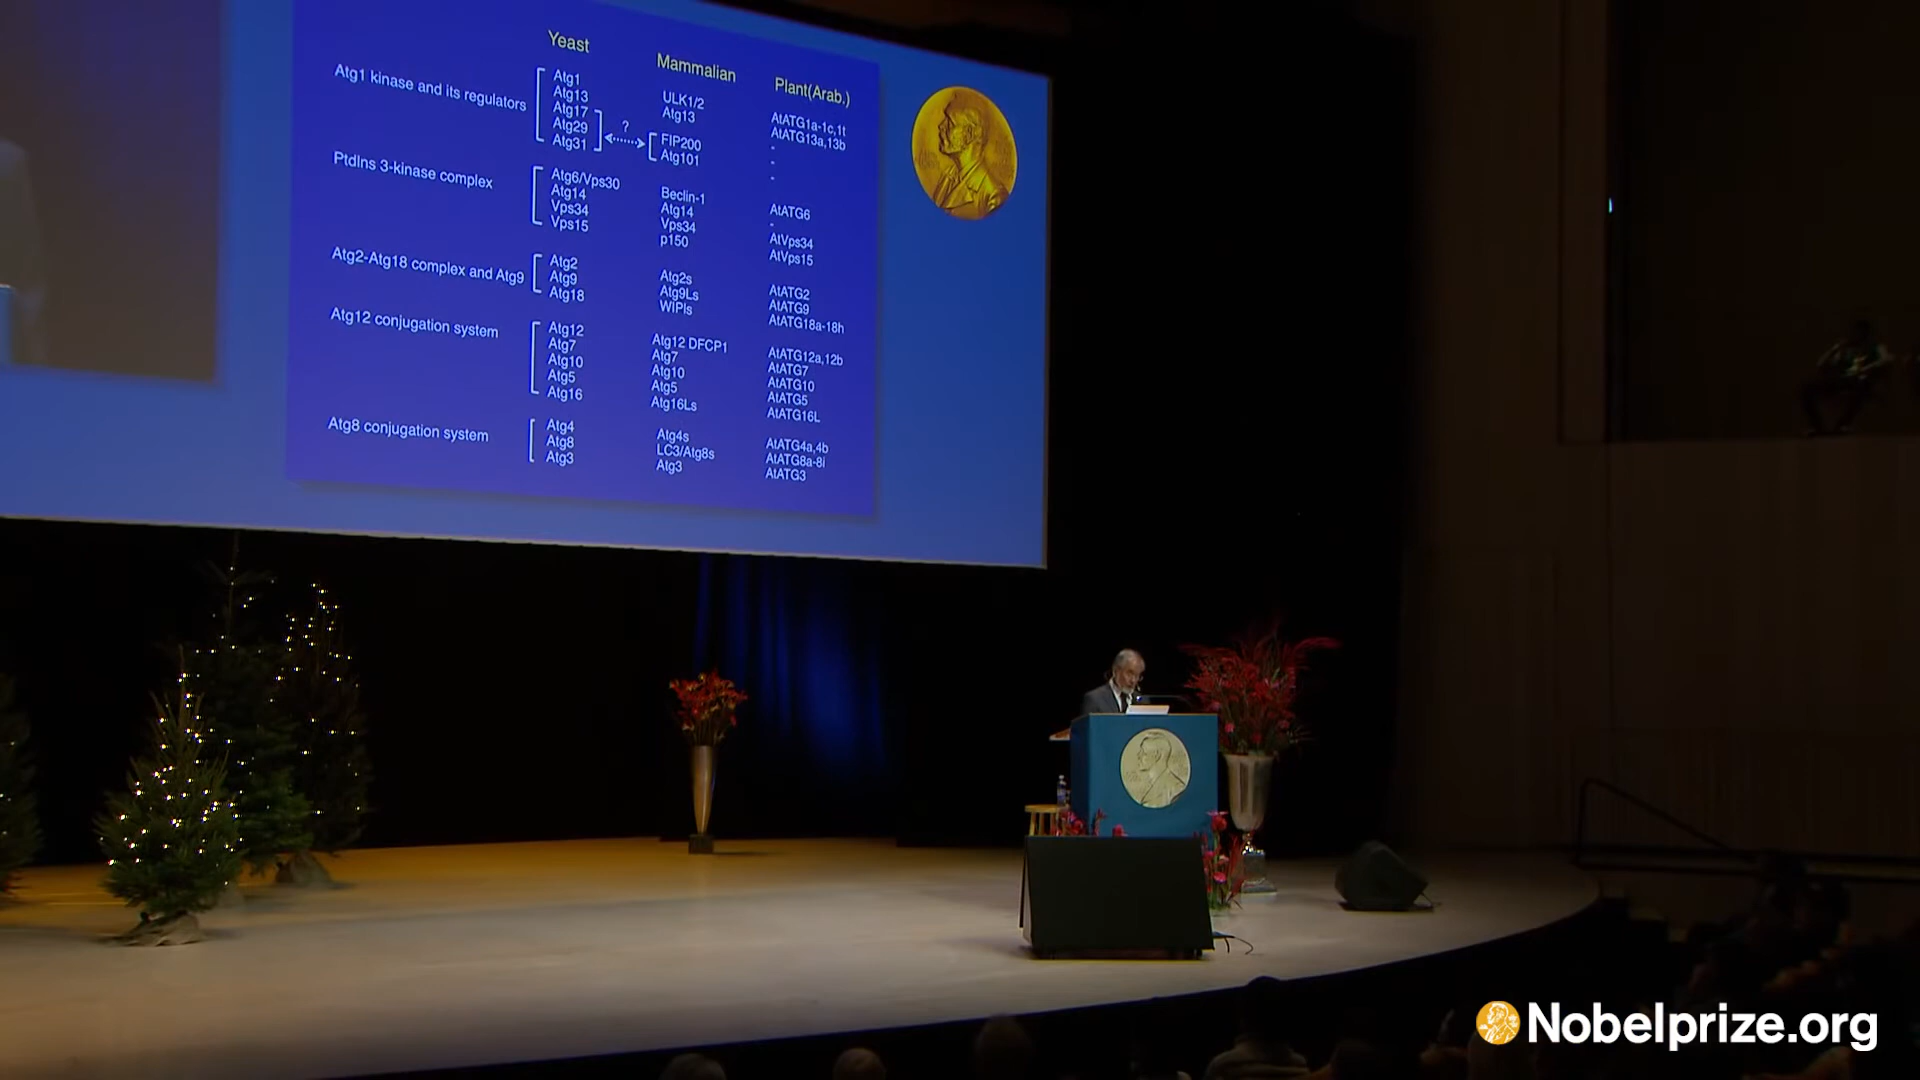 Yeast Mammalian Plant(Arab.)
Atg1 kinase and its regulators
Atg1
Atg13
Atg17
Atg29
Atg31
?
ULK1/2
Atg13
FIP200
Atg101
AtATG1a-1c,1t
AtATG13a,13b
-
-
-
PtdIns 3-kinase complex
Atg6/Vps30
Atg14
Vps34
Vps15
Beclin-1
Atg14
Vps34
p150
AtATG6
-
AtVps34
AtVps15
Atg2-Atg18 complex and Atg9
Atg2
Atg9
Atg18
Atg2s
Atg9Ls
WIPIs
AtATG2
AtATG9
AtATG18a-18h
Atg12 conjugation system
Atg12
Atg7
Atg10
Atg5
Atg16
Atg12 DFCP1
Atg7
Atg10
Atg5
Atg16Ls
AtATG12a,12b
AtATG7
AtATG10
AtATG5
AtATG16L
Atg8 conjugation system
Atg4
Atg8
Atg3
Atg4s
LC3/Atg8s
Atg3
AtATG4a,4b
AtATG8a-8i
AtATG3
Nobelprize.org